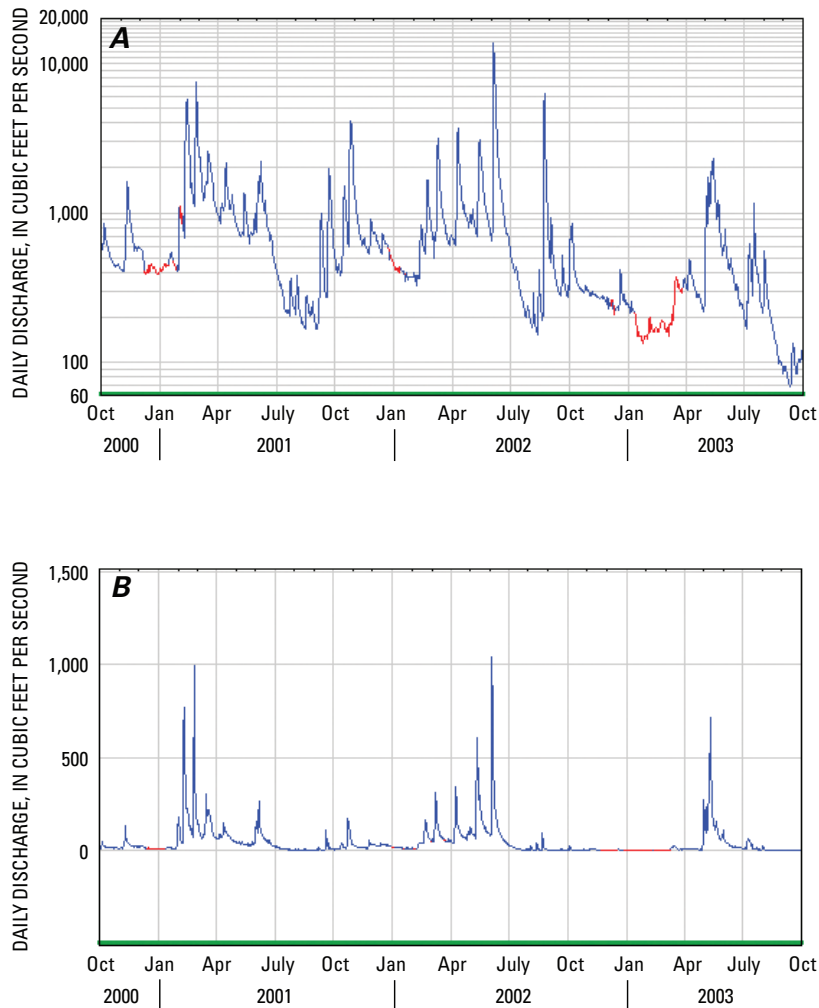 DAILY DISCHARGE, IN CUBIC FEET PER SECOND
A
20,000
10,000
1,000
100
60
Oct Jan Apr July Oct Jan Apr July Oct Jan Apr July Oct
2000 2001 2002 2003
DAILY DISCHARGE, IN CUBIC FEET PER SECOND
B
1,500
1,000
500
0
Oct Jan Apr July Oct Jan Apr July Oct Jan Apr July Oct
2000 2001 2002 2003